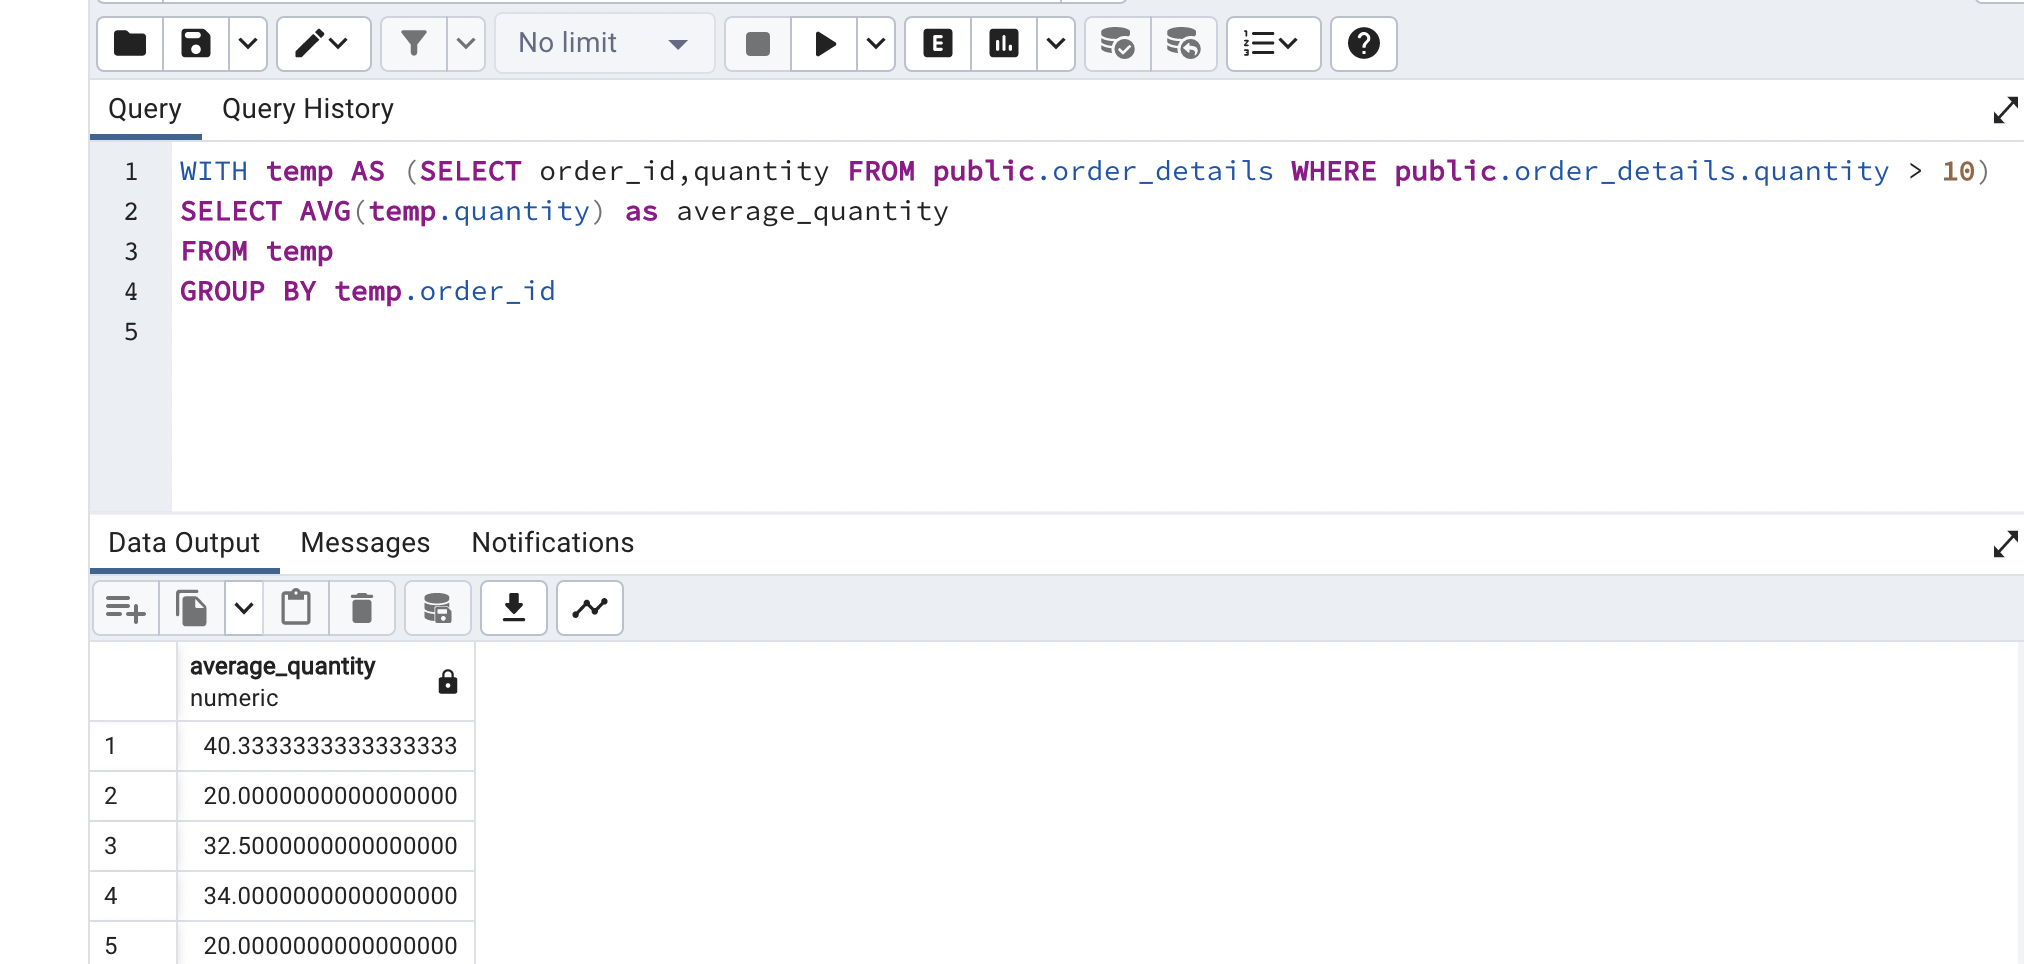 No limit
E
Query Query History
1 WITH temp AS (SELECT order_id,quantity FROM public.order_details WHERE public.order_details.quantity > 10)
2 SELECT AVG(temp.quantity) as average_quantity
3 FROM temp
4 GROUP BY temp.order_id
5
Data Output Messages Notifications
average_quantity
numeric
1 40.3333333333333333
2 20.0000000000000000
3 32.5000000000000000
4 34.0000000000000000
5 20.0000000000000000